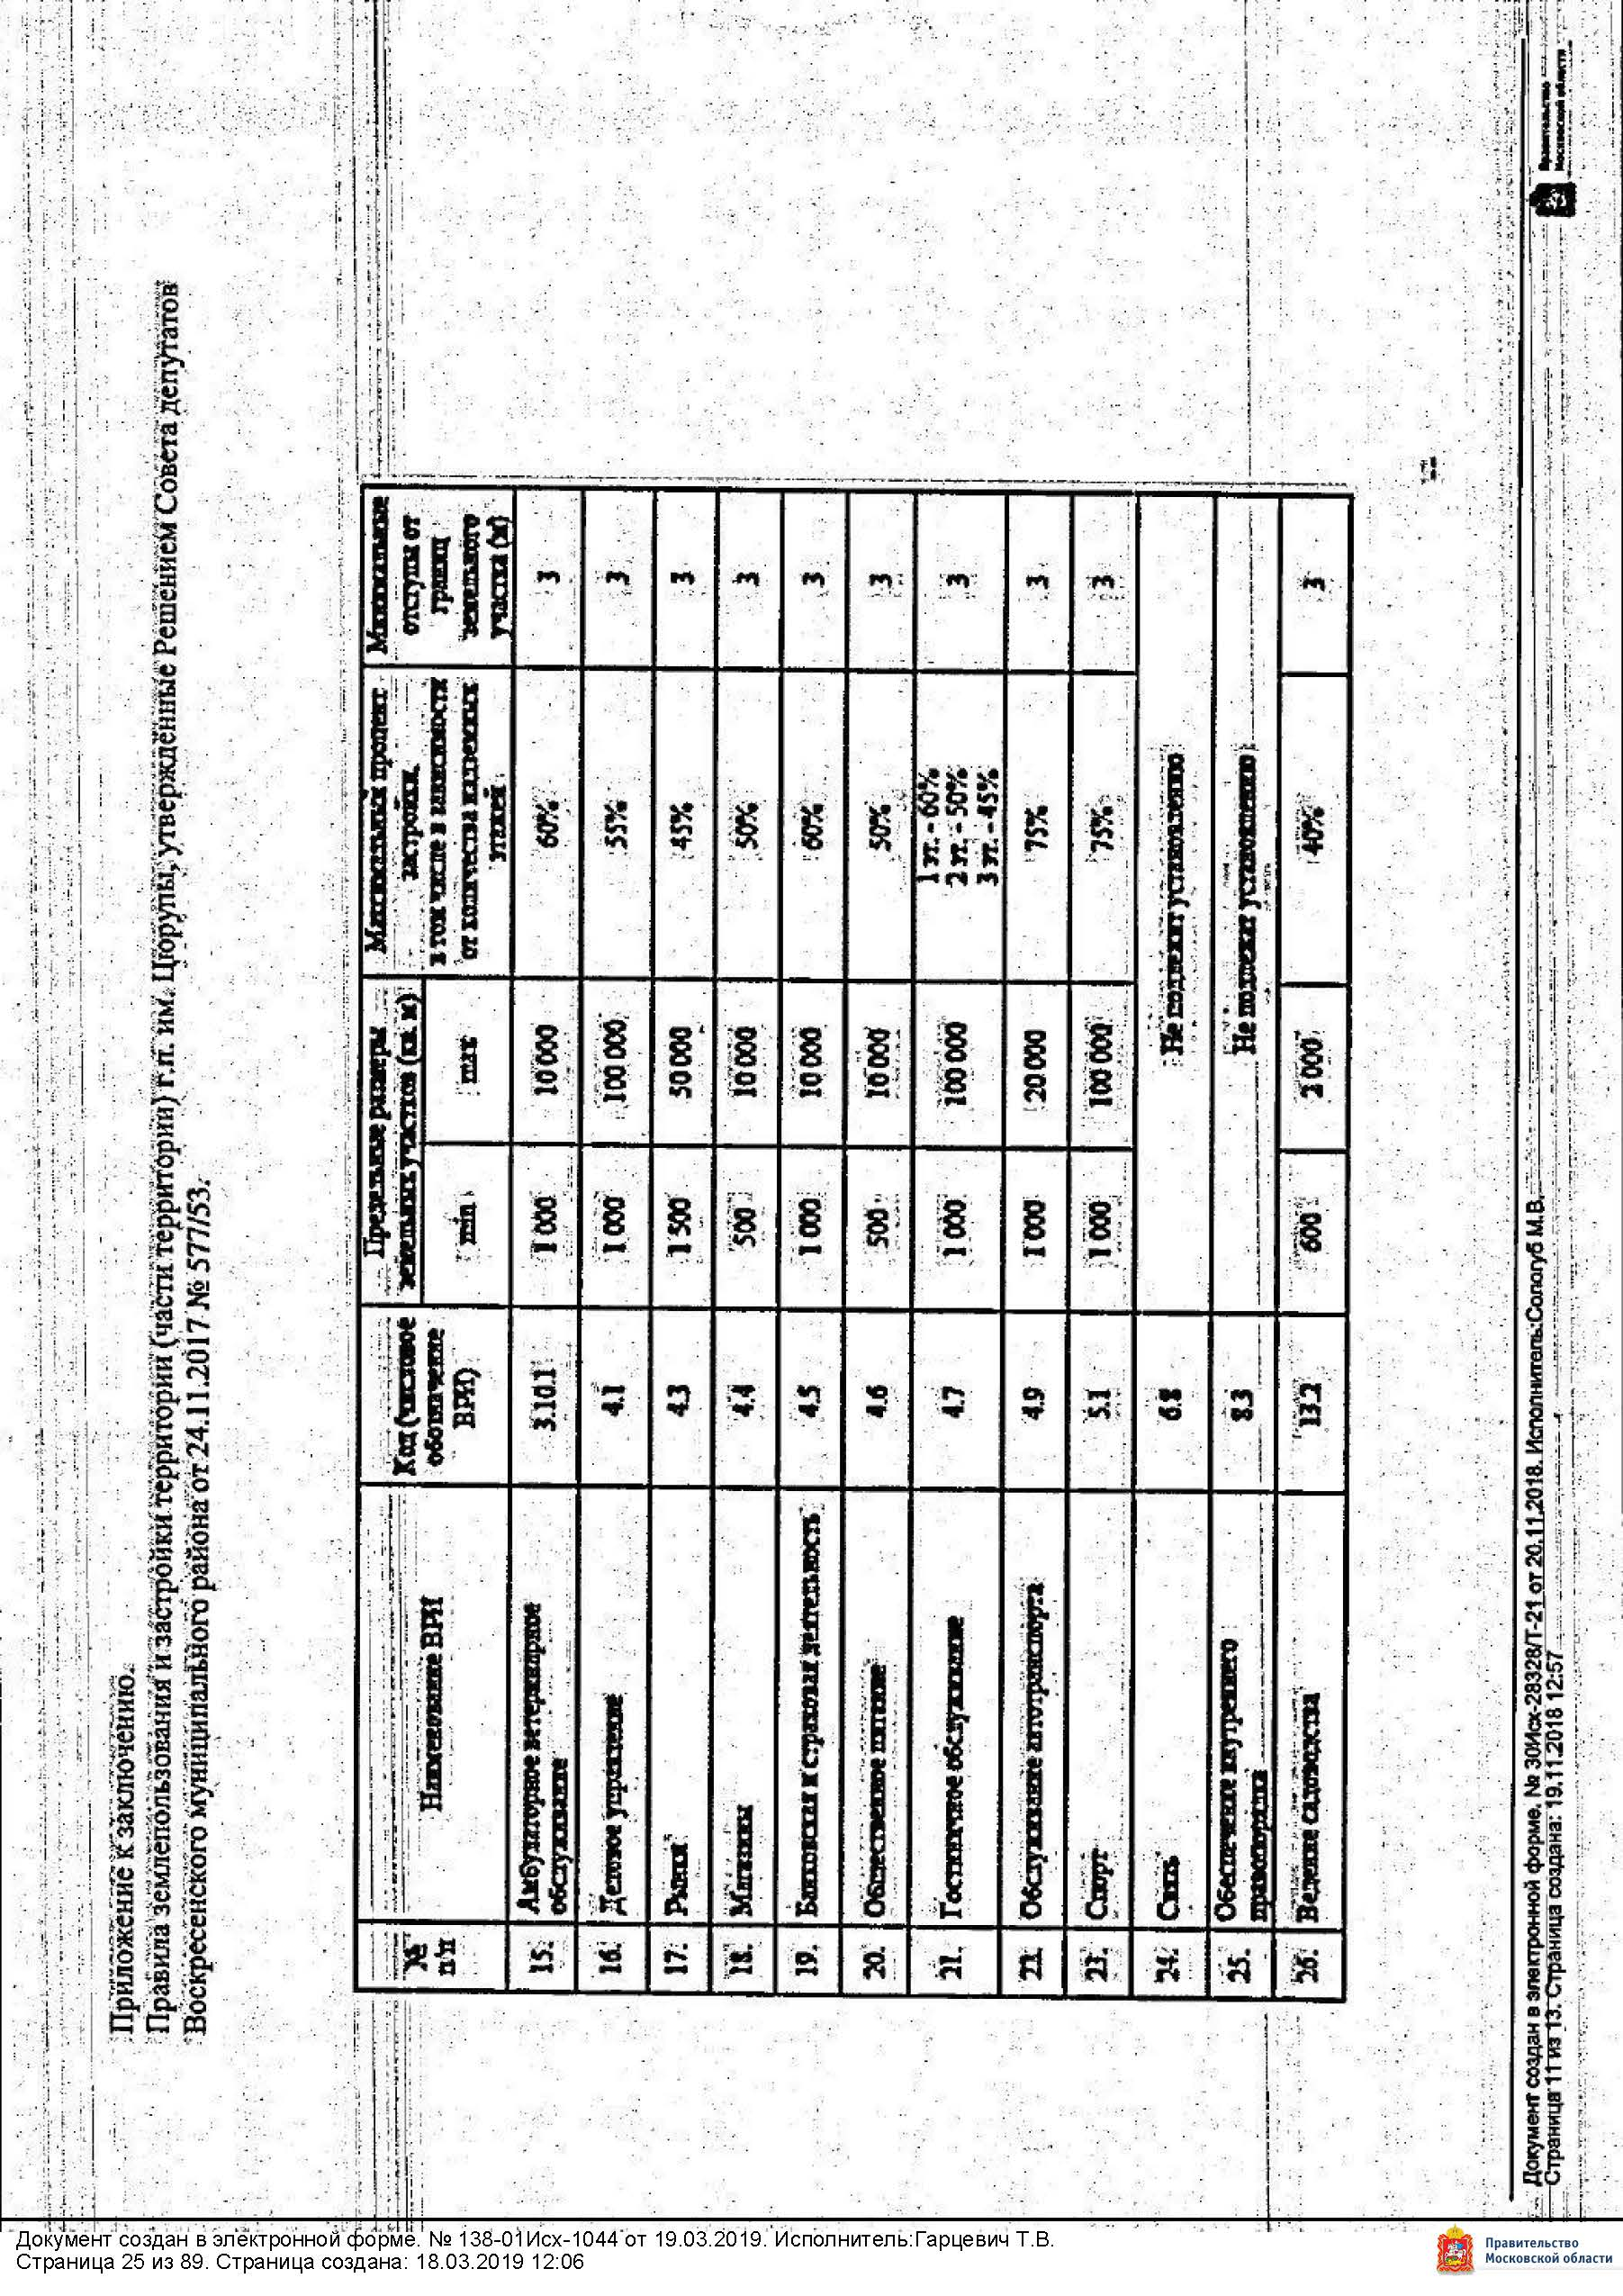 Приложение к заключению.
Правила землепользования и застройки территории (части территории) г.п. им. Цюрупы, утвержденные Решением Совета депутатов
Воскресенского муниципального района от 24.11.2017 № 577/53.
№ п/п
Наименование ВРИ
Код (числовое обозначение ВРИ)
Предельные размеры земельных участков (кв. м)
min
max
Максимальный процент застройки,
в том числе в зависимости от количества надземных этажей
Минимальные отступы от границ земельного участка (м)
15. Амбулаторное ветеринарное обслуживание 3.10.1 1 000 10 000 60% 3
16. Деловое управление 4.1 1 000 100 000 55% 3
17. Рынки 4.3 1 500 50 000 45% 3
18. Магазины 4.4 500 10 000 50% 3
19. Банковская и страховая деятельность 4.5 1 000 10 000 60% 3
20. Общественное питание 4.6 500 10 000 50% 3
21. Гостиничное обслуживание 4.7 1 000 100 000 1 эт. - 60% 2 эт. - 50% 3 эт. - 45% 3
22. Обслуживание автотранспорта 4.9 1 000 20 000 75% 3
23. Спорт 5.1 1 000 100 000 75% 3
24. Связь 6.8 Не подлежит установлению
25. Обеспечение внутреннего правопорядка 8.3 Не подлежит установлению
26. Ведение садоводства 13.2 600 2 000 40% 3
Документ создан в электронной форме. № 30Исх-28328/Т-21 от 20.11.2018. Исполнитель:Сологуб М.В.
Страница 11 из 13. Страница создана: 19.11.2018 12:57
Правительство
Московской области
Документ создан в электронной форме. № 138-01Исх-1044 от 19.03.2019. Исполнитель:Гарцевич Т.В.
Страница 25 из 89. Страница создана: 18.03.2019 12:06
Правительство
Московской области